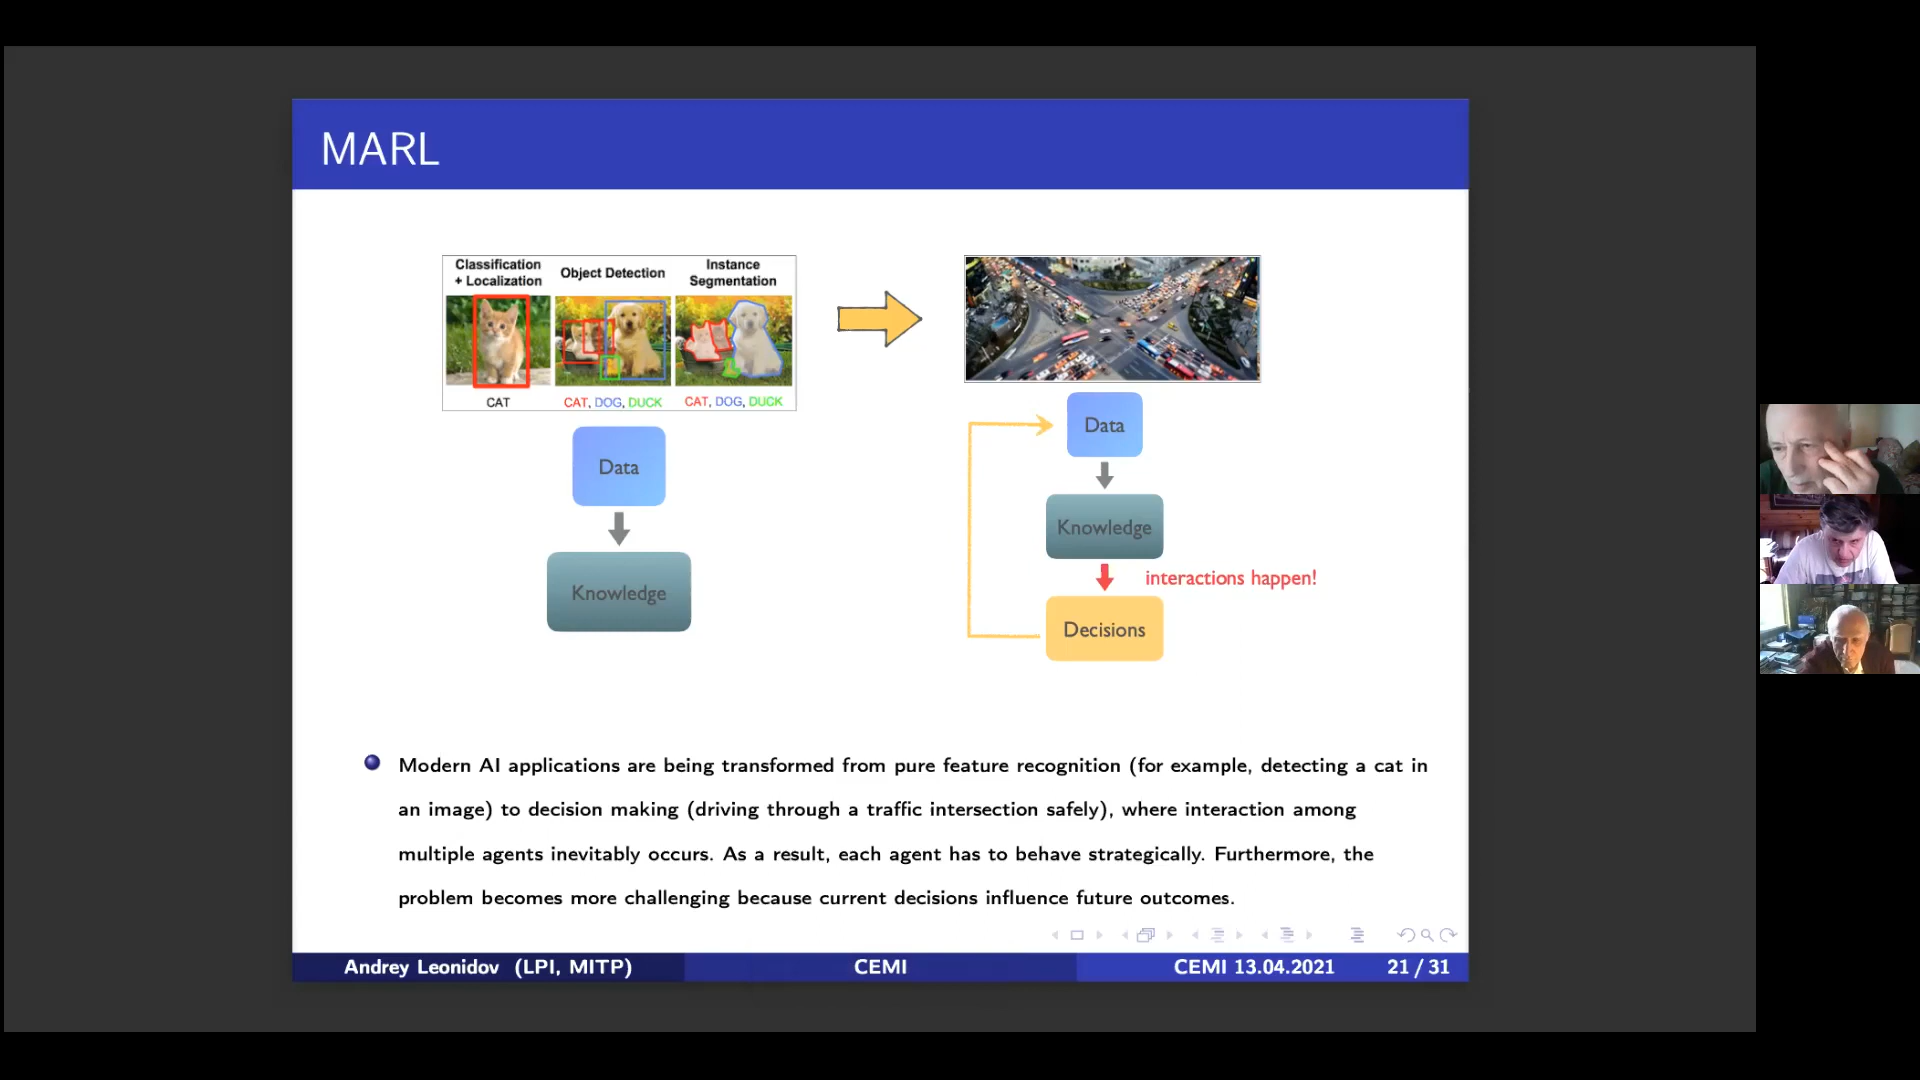 MARL
Classification
+ Localization
Object Detection
Instance
Segmentation
CAT
CAT, DOG, DUCK
CAT, DOG, DUCK
Data
Knowledge
Data
Knowledge
interactions happen!
Decisions
Modern AI applications are being transformed from pure feature recognition (for example, detecting a cat in
an image) to decision making (driving through a traffic intersection safely), where interaction among
multiple agents inevitably occurs. As a result, each agent has to behave strategically. Furthermore, the
problem becomes more challenging because current decisions influence future outcomes.
Andrey Leonidov (LPI, MITP)
CEMI
CEMI 13.04.2021
21 / 31